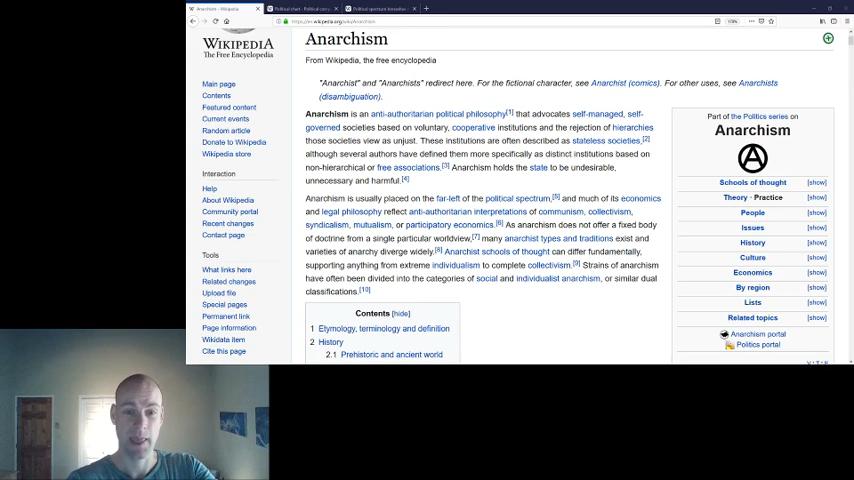 Anarchism - Wikipedia
https://en.wikipedia.org/wiki/Anarchism
WIKIPEDIA
The Free Encyclopedia
Main page
Contents
Featured content
Current events
Random article
Donate to Wikipedia
Wikipedia store
Interaction
Help
About Wikipedia
Community portal
Recent changes
Contact page
Tools
What links here
Related changes
Upload file
Special pages
Permanent link
Page information
Wikidata item
Cite this page
Anarchism
From Wikipedia, the free encyclopedia
"Anarchist" and "Anarchists" redirect here. For the fictional character, see Anarchist (comics). For other uses, see Anarchists
(disambiguation).
Anarchism is an anti-authoritarian political philosophy[1] that advocates self-managed, self-
governed societies based on voluntary, cooperative institutions and the rejection of hierarchies
those societies view as unjust. These institutions are often described as stateless societies,[2]
although several authors have defined them more specifically as distinct institutions based on
non-hierarchical or free associations.[3] Anarchism holds the state to be undesirable,
unnecessary and harmful.[4]
Anarchism is usually placed on the far-left of the political spectrum,[5] and much of its economics
and legal philosophy reflect anti-authoritarian interpretations of communism, collectivism,
syndicalism, mutualism, or participatory economics.[6] As anarchism does not offer a fixed body
of doctrine from a single particular worldview,[7] many anarchist types and traditions exist and
varieties of anarchy diverge widely.[8] Anarchist schools of thought can differ fundamentally,
supporting anything from extreme individualism to complete collectivism.[9] Strains of anarchism
have often been divided into the categories of social and individualist anarchism, or similar dual
classifications.[10]
Contents [hide]
1 Etymology, terminology and definition
2 History
2.1 Prehistoric and ancient world
Part of the Politics series on
Anarchism
Schools of thought [show]
Theory · Practice [show]
People [show]
Issues [show]
History [show]
Culture [show]
Economics [show]
By region [show]
Lists [show]
Related topics [show]
Anarchism portal
Politics portal
V · T · E